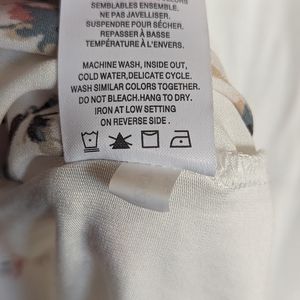 SEMBLABLES ENSEMBLE.
NE PAS JAVELLISER.
SUSPENDRE POUR SÉCHER.
REPASSER À BASSE
TEMPÉRATURE À L'ENVERS.
MACHINE WASH, INSIDE OUT,
COLD WATER,DELICATE CYCLE.
WASH SIMILAR COLORS TOGETHER.
DO NOT BLEACH.HANG TO DRY.
IRON AT LOW SETTING
ON REVERSE SIDE .